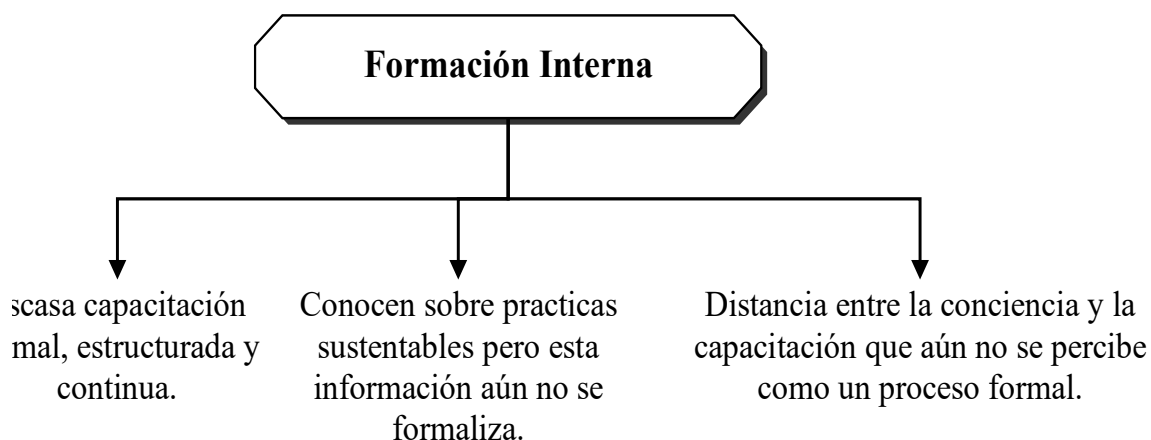 Formación Interna
scasa capacitación
mal, estructurada y
continua.
Conocen sobre practicas
sustentables pero esta
información aún no se
formaliza.
Distancia entre la conciencia y la
capacitación que aún no se percibe
como un proceso formal.